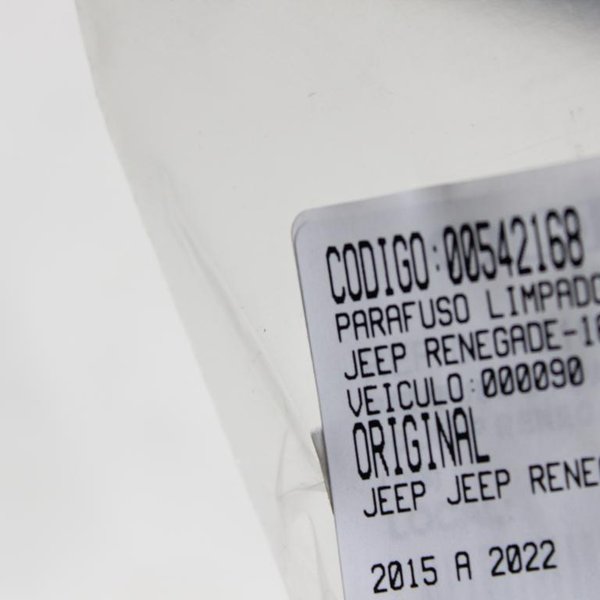 CODIGO:00542168
PARAFUSO LIMPADO
JEEP RENEGADE-1
VEICULO:000090
ORIGINAL
JEEP JEEP RENE
2015 A 2022